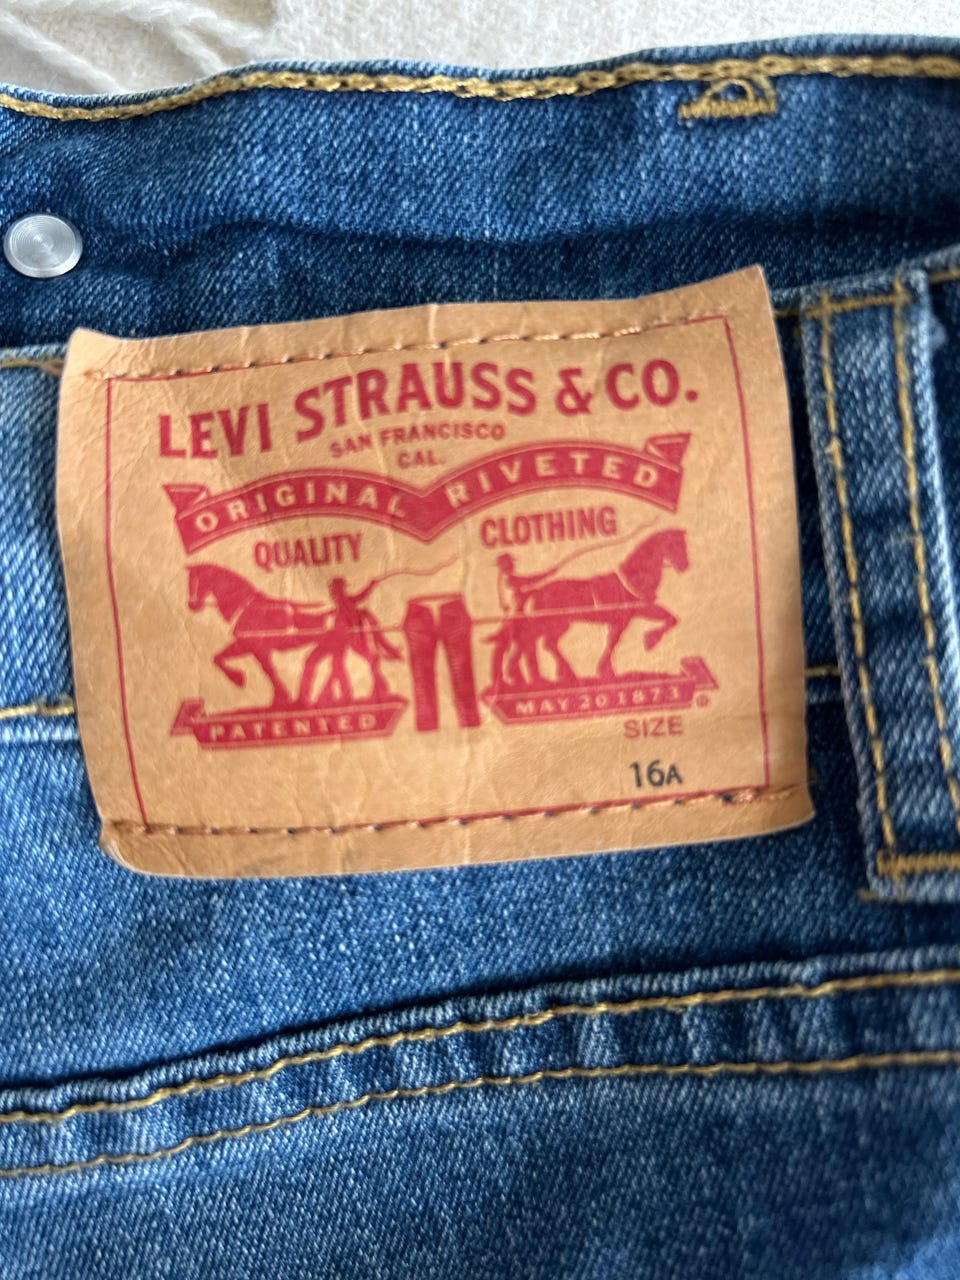 LEVI STRAUSS & CO.
SAN FRANCISCO
CAL.
ORIGINAL RIVETED
QUALITY CLOTHING
PATENTED MAY 20 1873 ®
SIZE
16A